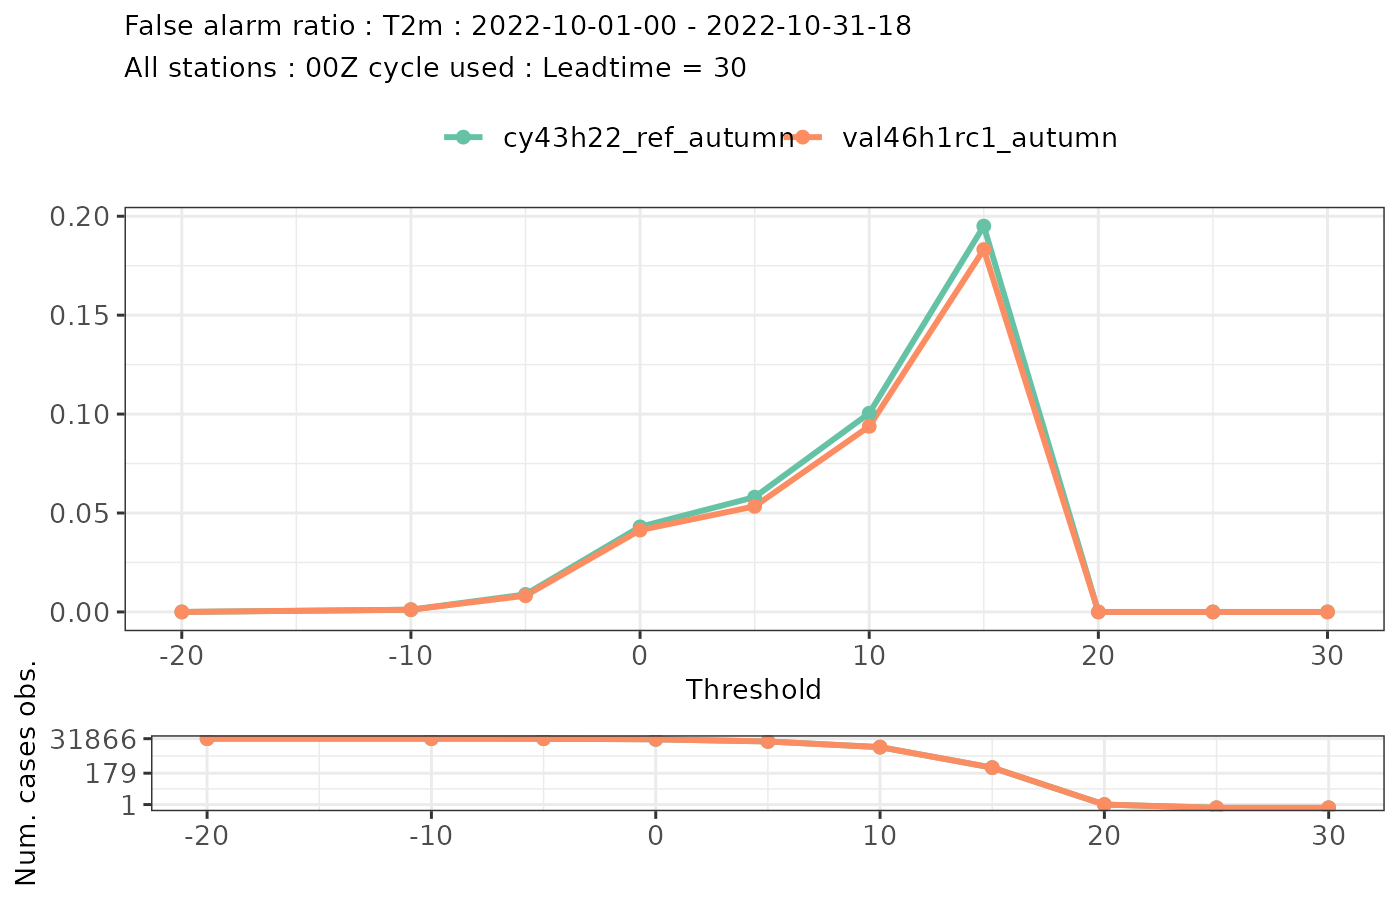 False alarm ratio : T2m : 2022-10-01-00 - 2022-10-31-18
All stations : 00Z cycle used : Leadtime = 30
cy43h22_ref_autumn val46h1rc1_autumn
0.20
0.15
0.10
0.05
0.00
-20 -10 0 10 20 30
Threshold
Num. cases obs.
31866
179
1
-20 -10 0 10 20 30